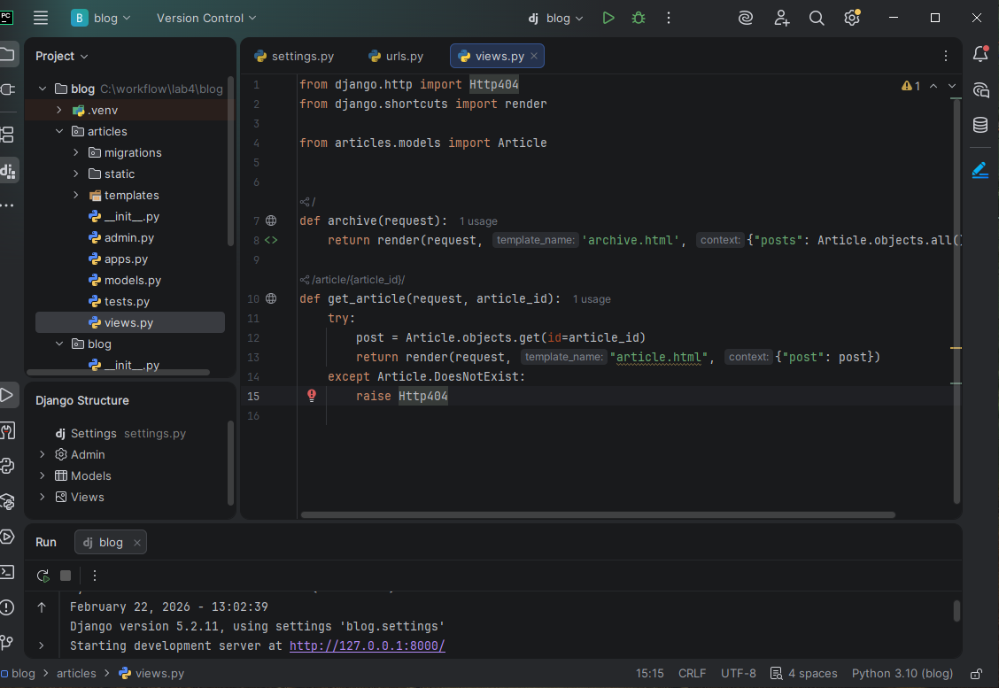 PC
B blog
Version Control
dj blog
Project
blog C:\workflow\lab4\blog
.venv
articles
migrations
static
templates
__init__.py
admin.py
apps.py
models.py
tests.py
views.py
blog
__init__.py
Django Structure
dj Settings settings.py
Admin
Models
Views
settings.py
urls.py
views.py
1 from django.http import Http404
1
2 from django.shortcuts import render
3
4 from articles.models import Article
5
6
/
7 def archive(request): 1 usage
8 return render(request, template_name: 'archive.html', context: {"posts": Article.objects.all()
9
/article/{article_id}/
10 def get_article(request, article_id): 1 usage
11 try:
12 post = Article.objects.get(id=article_id)
13 return render(request, template_name: "article.html", context: {"post": post})
14 except Article.DoesNotExist:
15 raise Http404
16
Run
dj blog
February 22, 2026 - 13:02:39
Django version 5.2.11, using settings 'blog.settings'
Starting development server at http://127.0.0.1:8000/
blog > articles > views.py
15:15 CRLF UTF-8 4 spaces Python 3.10 (blog)